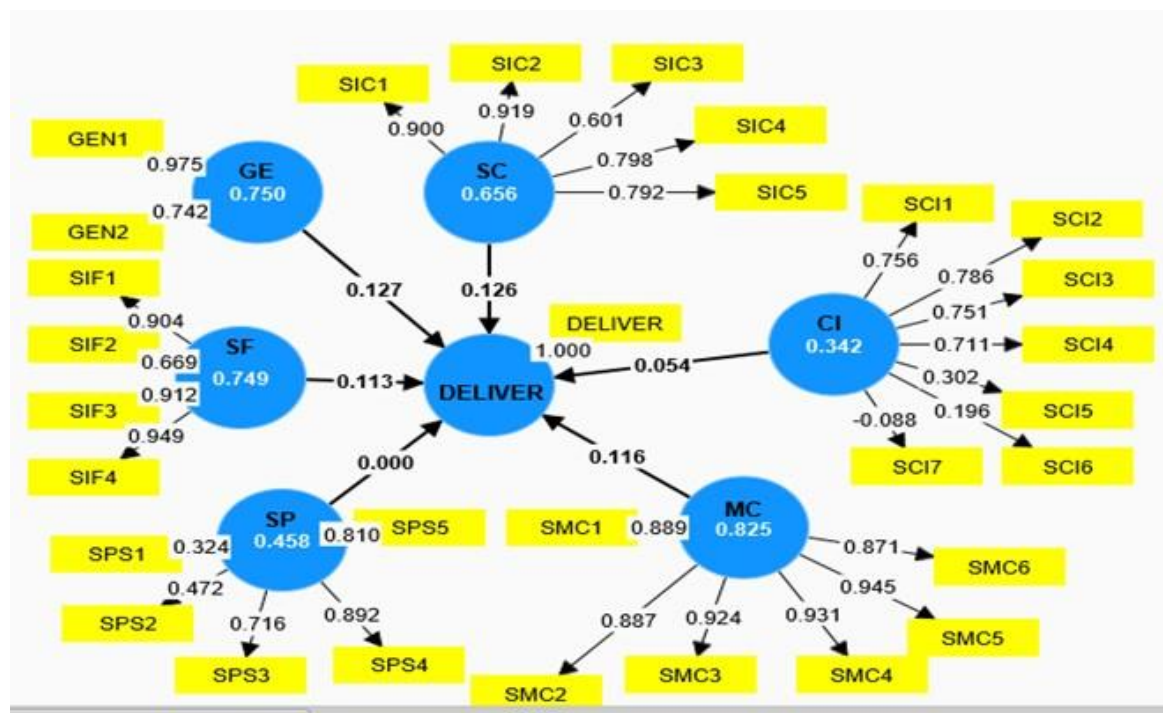 SIC1
SIC2
SIC3
SIC4
SIC5
0.900
0.919
0.601
0.798
0.792
SC
0.656
GEN1
0.975
GE
0.750
0.742
GEN2
SIF1
0.904
SIF2
0.669
SF
0.749
0.912
SIF3
0.949
SIF4
0.127
0.126
0.113
DELIVER
1.000
DELIVER
0.054
SCI1
SCI2
0.756
0.786
SCI3
0.751
CI
0.342
0.711
SCI4
0.302
SCI5
0.196
-0.088
SCI7
SCI6
0.000
0.116
SP
0.458
0.810
SPS5
SPS1
0.324
0.472
SPS2
0.716
SPS3
0.892
SPS4
SMC1
0.889
MC
0.825
0.871
SMC6
0.945
SMC5
0.887
0.924
0.931
SMC2
SMC3
SMC4